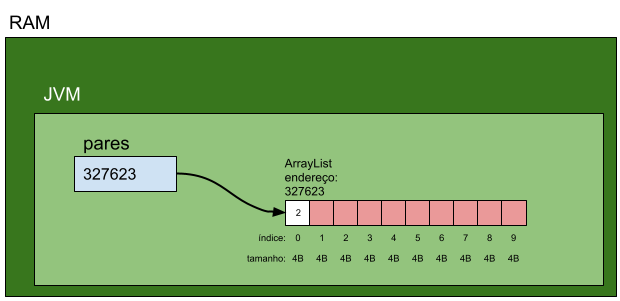 RAM
JVM
pares
327623
ArrayList
endereço:
327623
2
índice: 0 1 2 3 4 5 6 7 8 9
tamanho: 4B 4B 4B 4B 4B 4B 4B 4B 4B 4B